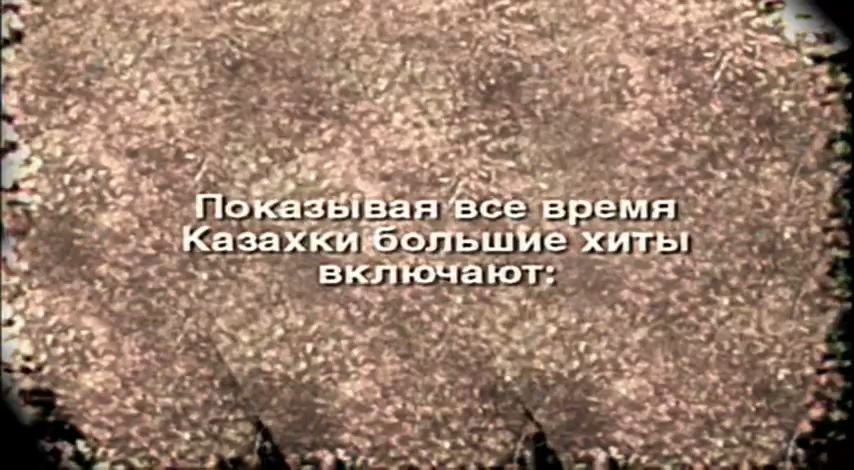 Показывая все время
Казахки большие хиты
включают: